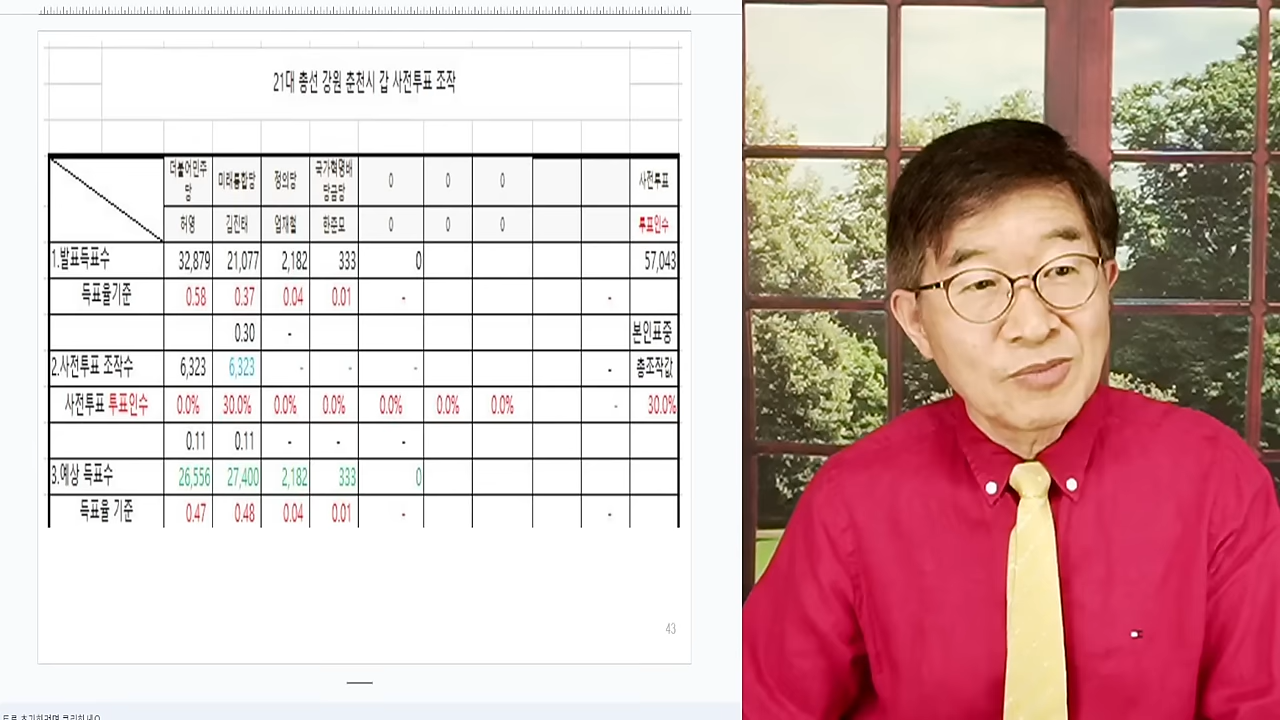 21대 총선 강원 춘천시 갑 사전투표 조작
더불어민주당 미래통합당 정의당 국가혁명배당금당 0 0 0 사전투표
허영 김진태 엄재철 한준모 0 0 0 투표인수
1.발표득표수 32,879 21,077 2,182 333 0 57,043
득표율기준 0.58 0.37 0.04 0.01 - -
0.30 - 본인표중
2.사전투표 조작수 6,323 6,323 - - - - 총조작값
사전투표 투표인수 0.0% 30.0% 0.0% 0.0% 0.0% 0.0% 0.0% - 30.0%
0.11 0.11 - - -
3.예상 득표수 26,556 27,400 2,182 333 0
득표율 기준 0.47 0.48 0.04 0.01 - -
43